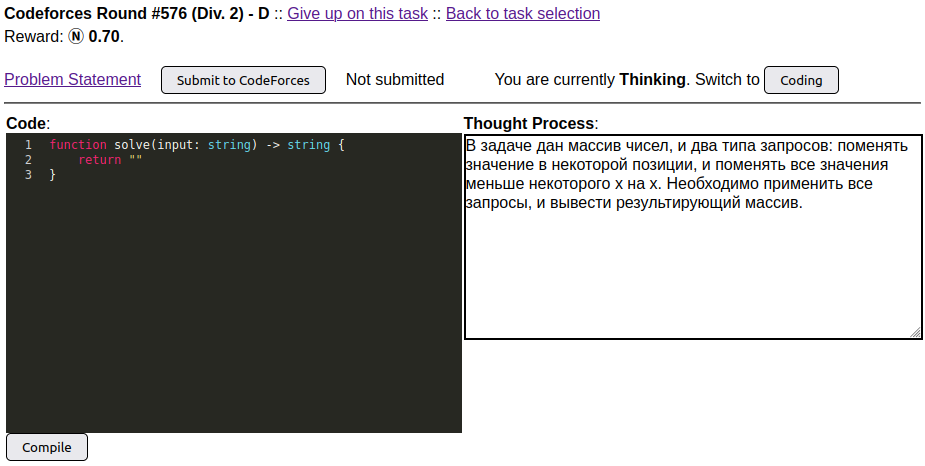 Codeforces Round #576 (Div. 2) - D :: Give up on this task :: Back to task selection
Reward: Ⓝ 0.70.
Problem Statement Submit to CodeForces Not submitted You are currently Thinking. Switch to Coding
Code:
1 function solve(input: string) -> string {
2 return ""
3 }
Compile
Thought Process:
В задаче дан массив чисел, и два типа запросов: поменять
значение в некоторой позиции, и поменять все значения
меньше некоторого x на x. Необходимо применить все
запросы, и вывести результирующий массив.